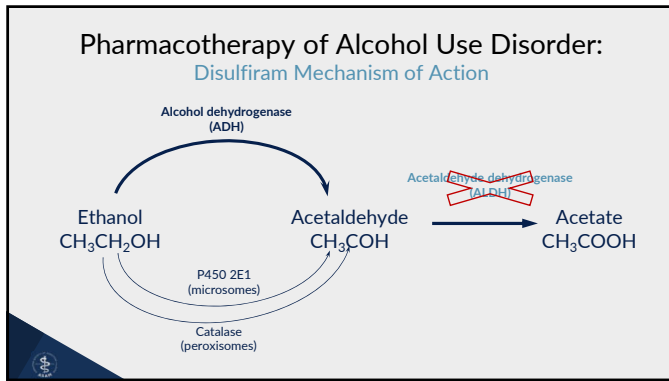 Pharmacotherapy of Alcohol Use Disorder:
Disulfiram Mechanism of Action
Alcohol dehydrogenase
(ADH)
Acetaldehyde dehydrogenase
(ALDH)
Ethanol
CH₃CH₂OH
Acetaldehyde
CH₃COH
Acetate
CH₃COOH
P450 2E1
(microsomes)
Catalase
(peroxisomes)
ASAM